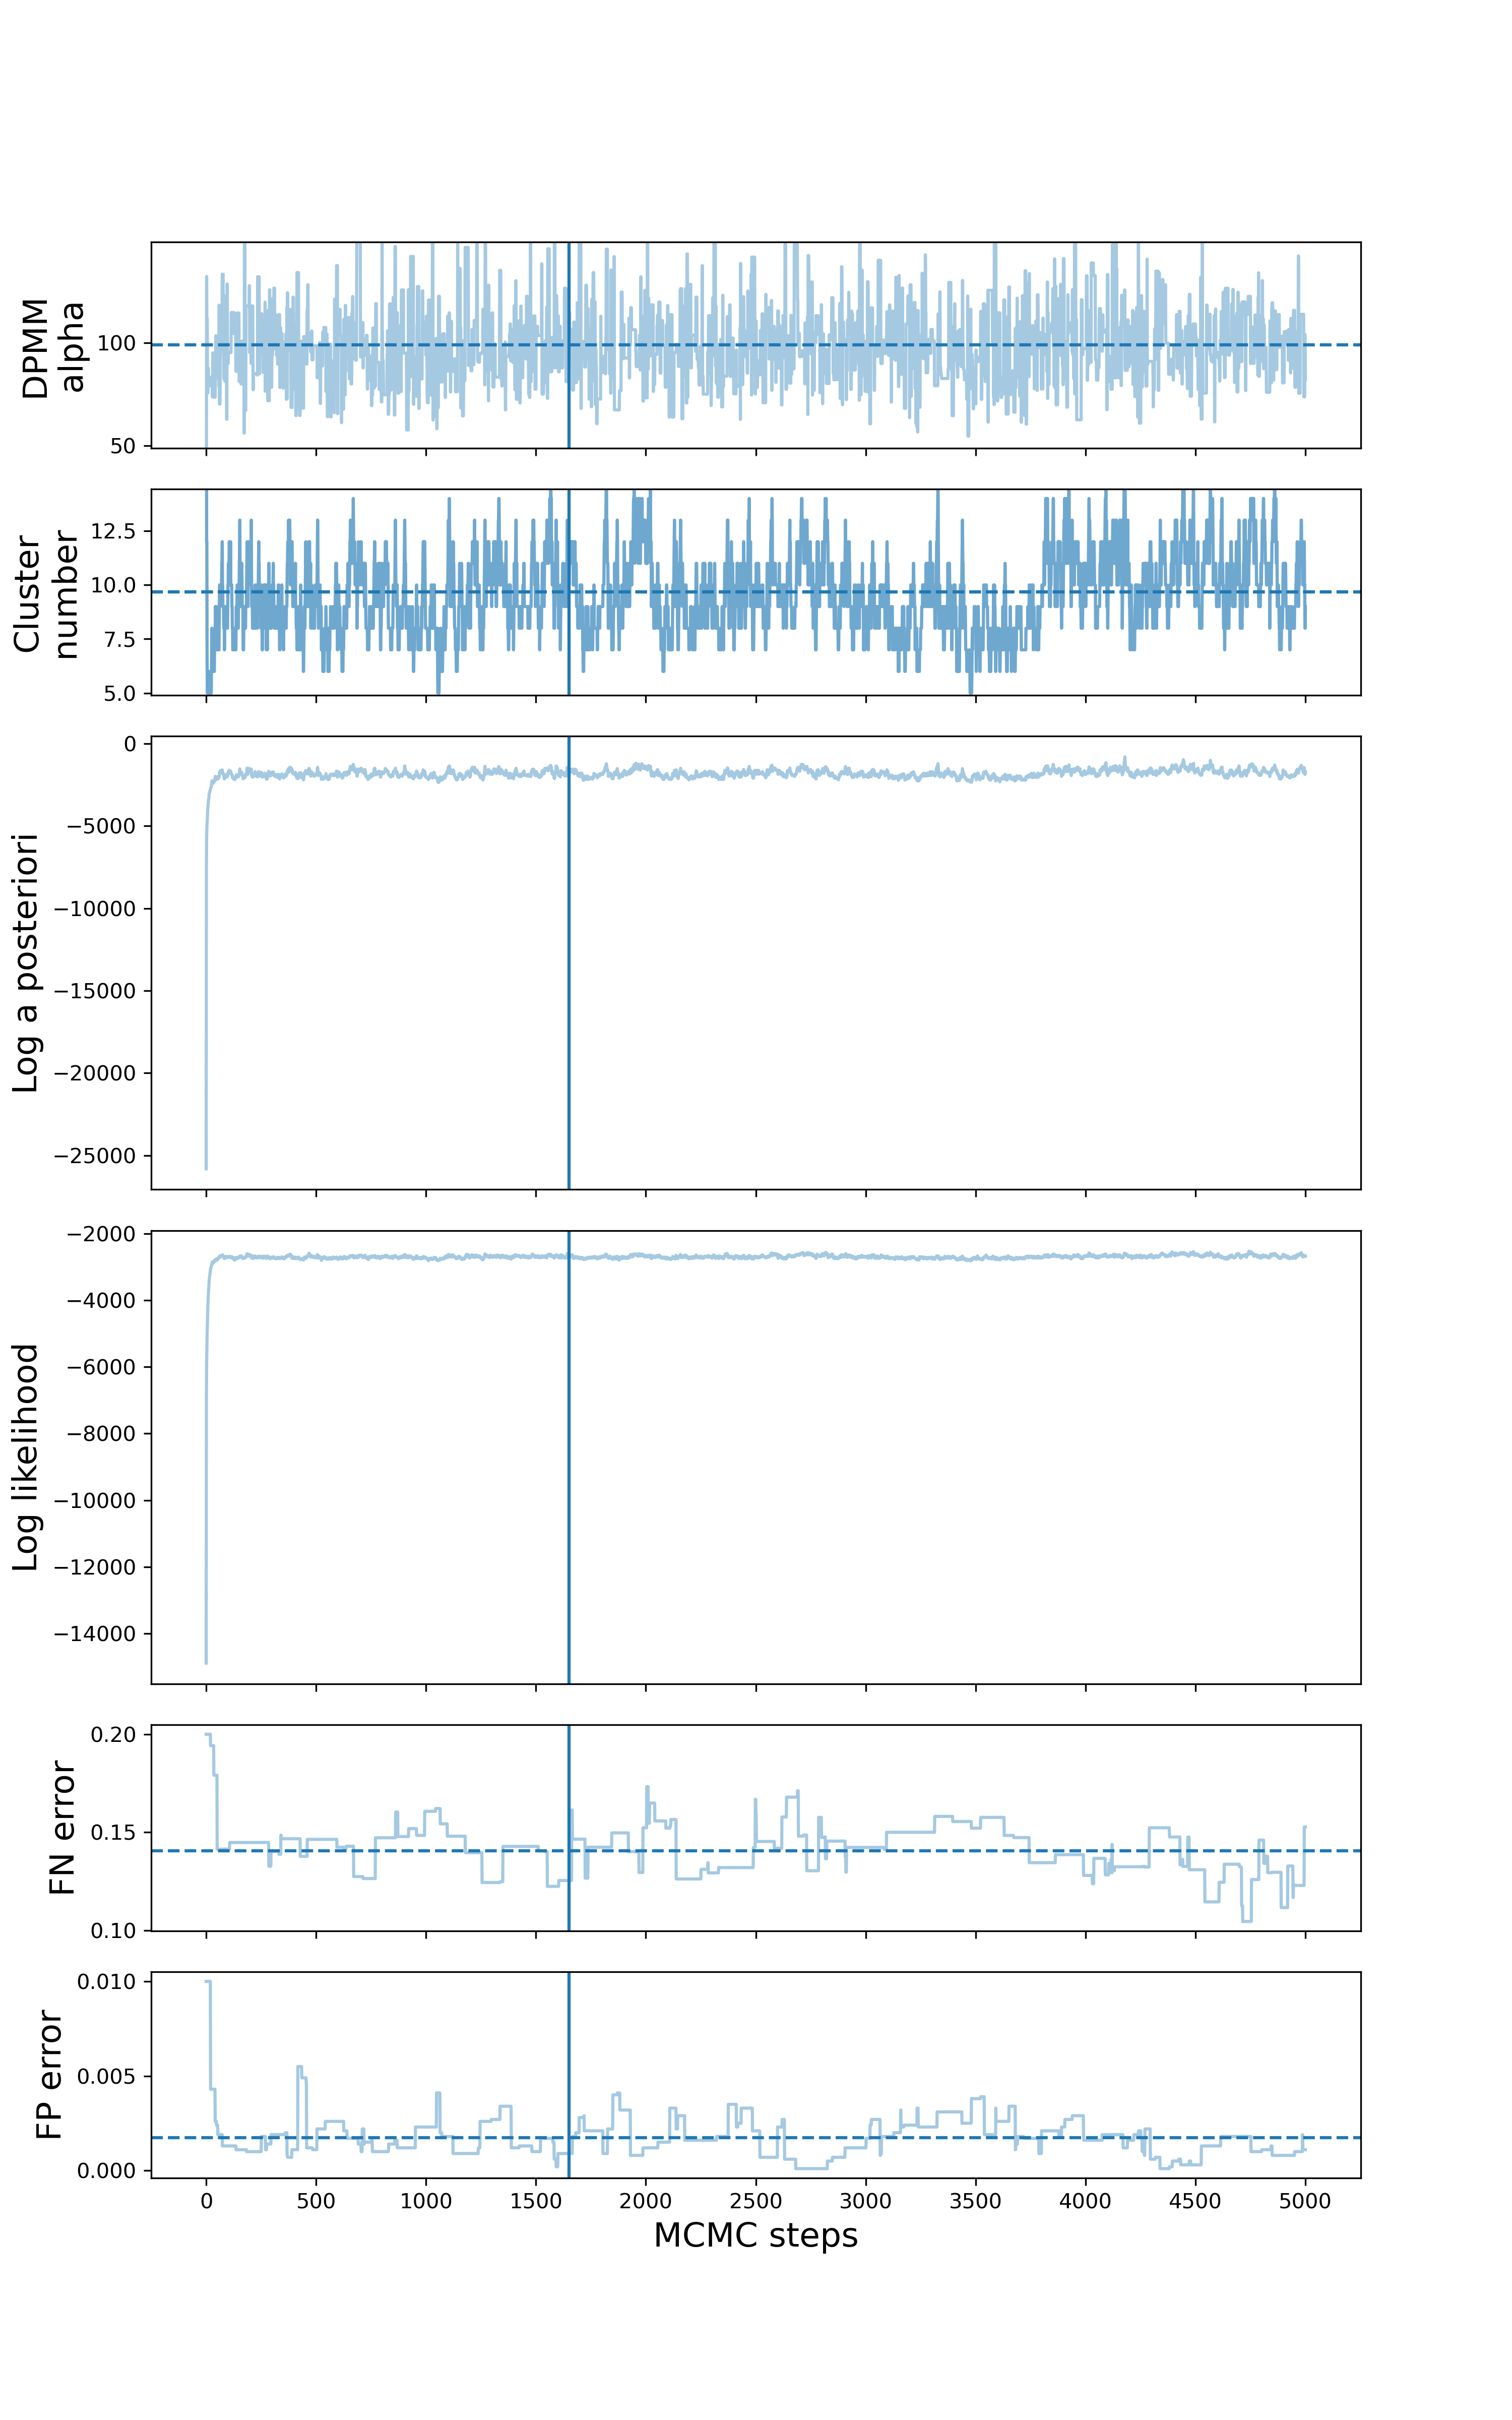 DPMM
alpha
100
50
Cluster
number
12.5
10.0
7.5
5.0
Log a posteriori
0
−5000
−10000
−15000
−20000
−25000
Log likelihood
−2000
−4000
−6000
−8000
−10000
−12000
−14000
FN error
0.20
0.15
0.10
FP error
0.010
0.005
0.000
0 500 1000 1500 2000 2500 3000 3500 4000 4500 5000
MCMC steps